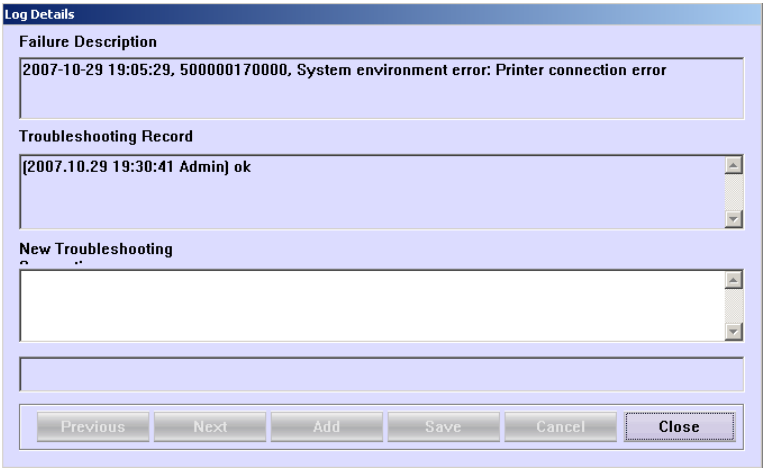 Log Details
Failure Description
2007-10-29 19:05:29, 500000170000, System environment error: Printer connection error
Troubleshooting Record
(2007.10.29 19:30:41 Admin) ok
New Troubleshooting
Previous Next Add Save Cancel Close